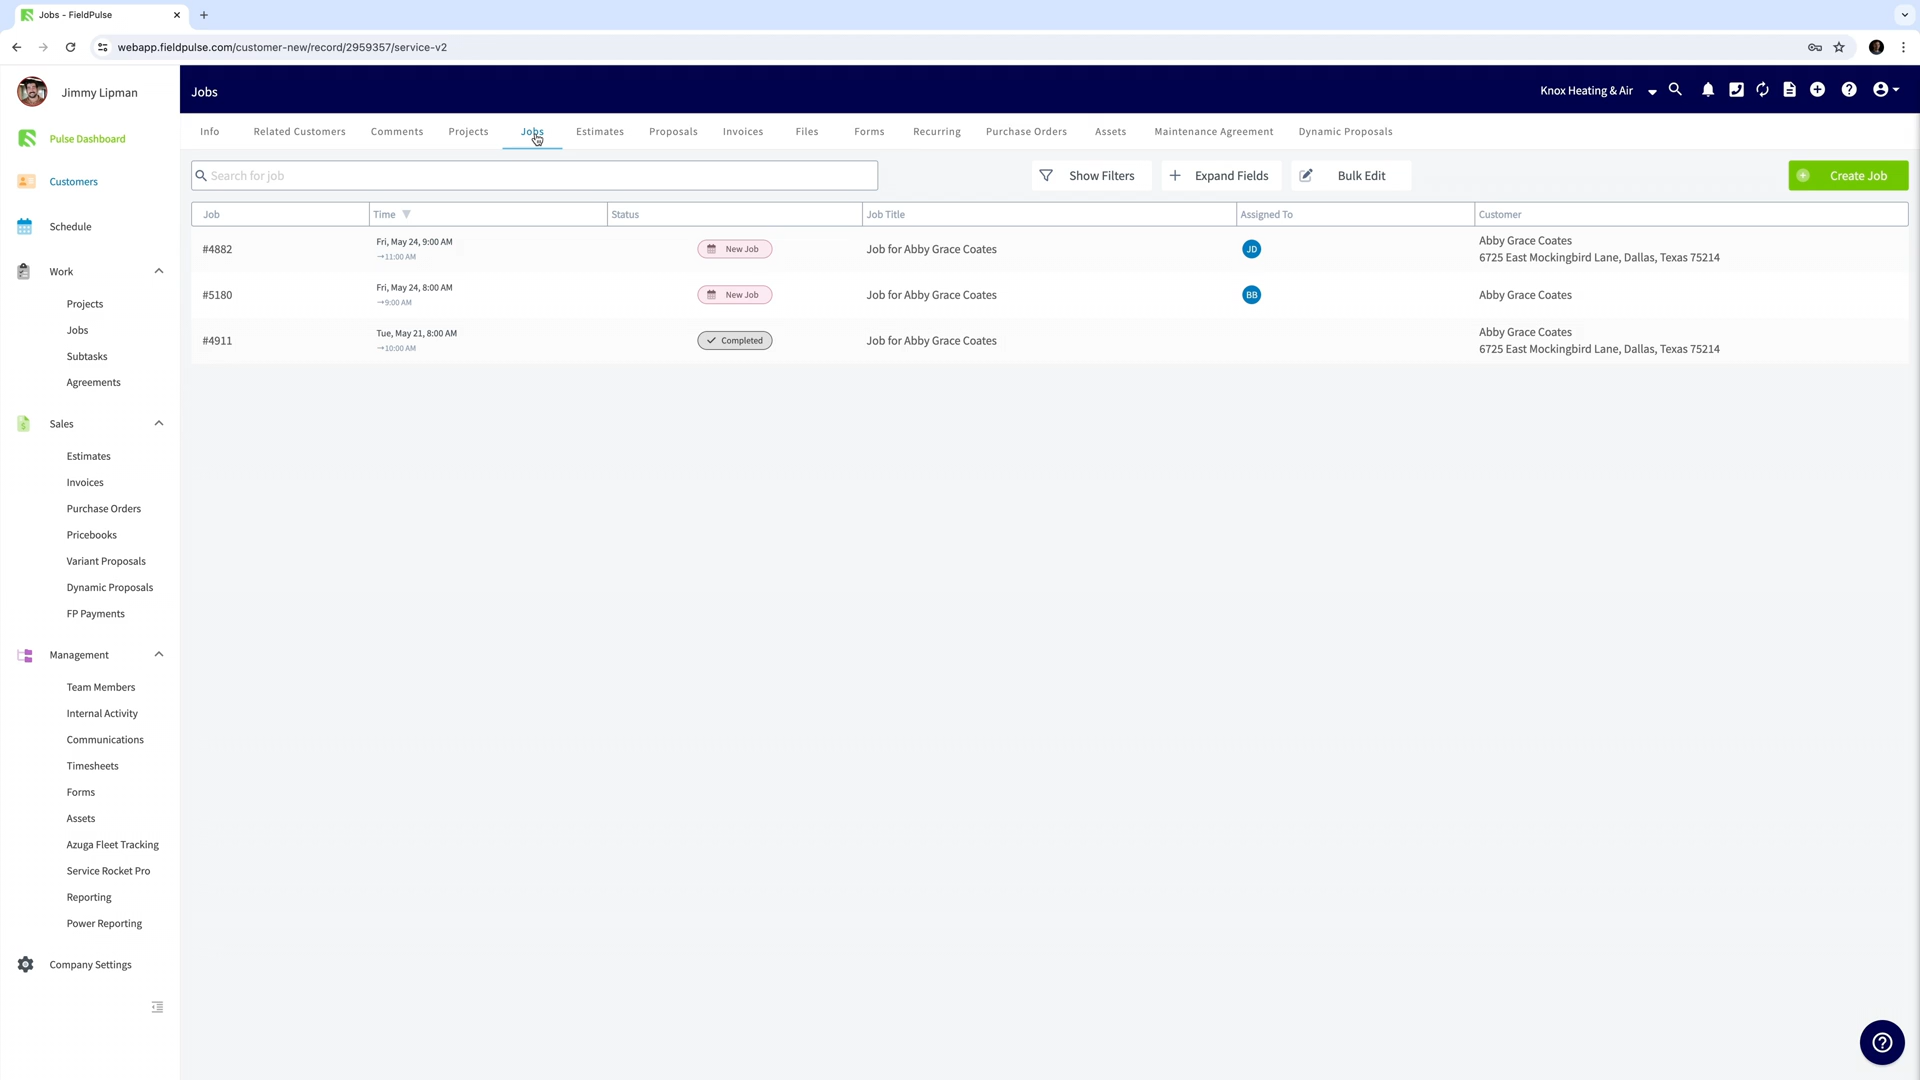 Jobs - FieldPulse
webapp.fieldpulse.com/customer-new/record/2959357/service-v2
Jimmy Lipman
Jobs
Knox Heating & Air
Pulse Dashboard
Customers
Schedule
Work
Projects
Jobs
Subtasks
Agreements
Sales
Estimates
Invoices
Purchase Orders
Pricebooks
Variant Proposals
Dynamic Proposals
FP Payments
Management
Team Members
Internal Activity
Communications
Timesheets
Forms
Assets
Azuga Fleet Tracking
Service Rocket Pro
Reporting
Power Reporting
Company Settings
Info Related Customers Comments Projects Jobs Estimates Proposals Invoices Files Forms Recurring Purchase Orders Assets Maintenance Agreement Dynamic Proposals
Search for job
Show Filters
Expand Fields
Bulk Edit
Create Job
Job Time Status Job Title Assigned To Customer
#4882
Fri, May 24, 9:00 AM
→11:00 AM
New Job
Job for Abby Grace Coates
JD
Abby Grace Coates
6725 East Mockingbird Lane, Dallas, Texas 75214
#5180
Fri, May 24, 8:00 AM
→9:00 AM
New Job
Job for Abby Grace Coates
BB
Abby Grace Coates
#4911
Tue, May 21, 8:00 AM
→10:00 AM
Completed
Job for Abby Grace Coates
Abby Grace Coates
6725 East Mockingbird Lane, Dallas, Texas 75214